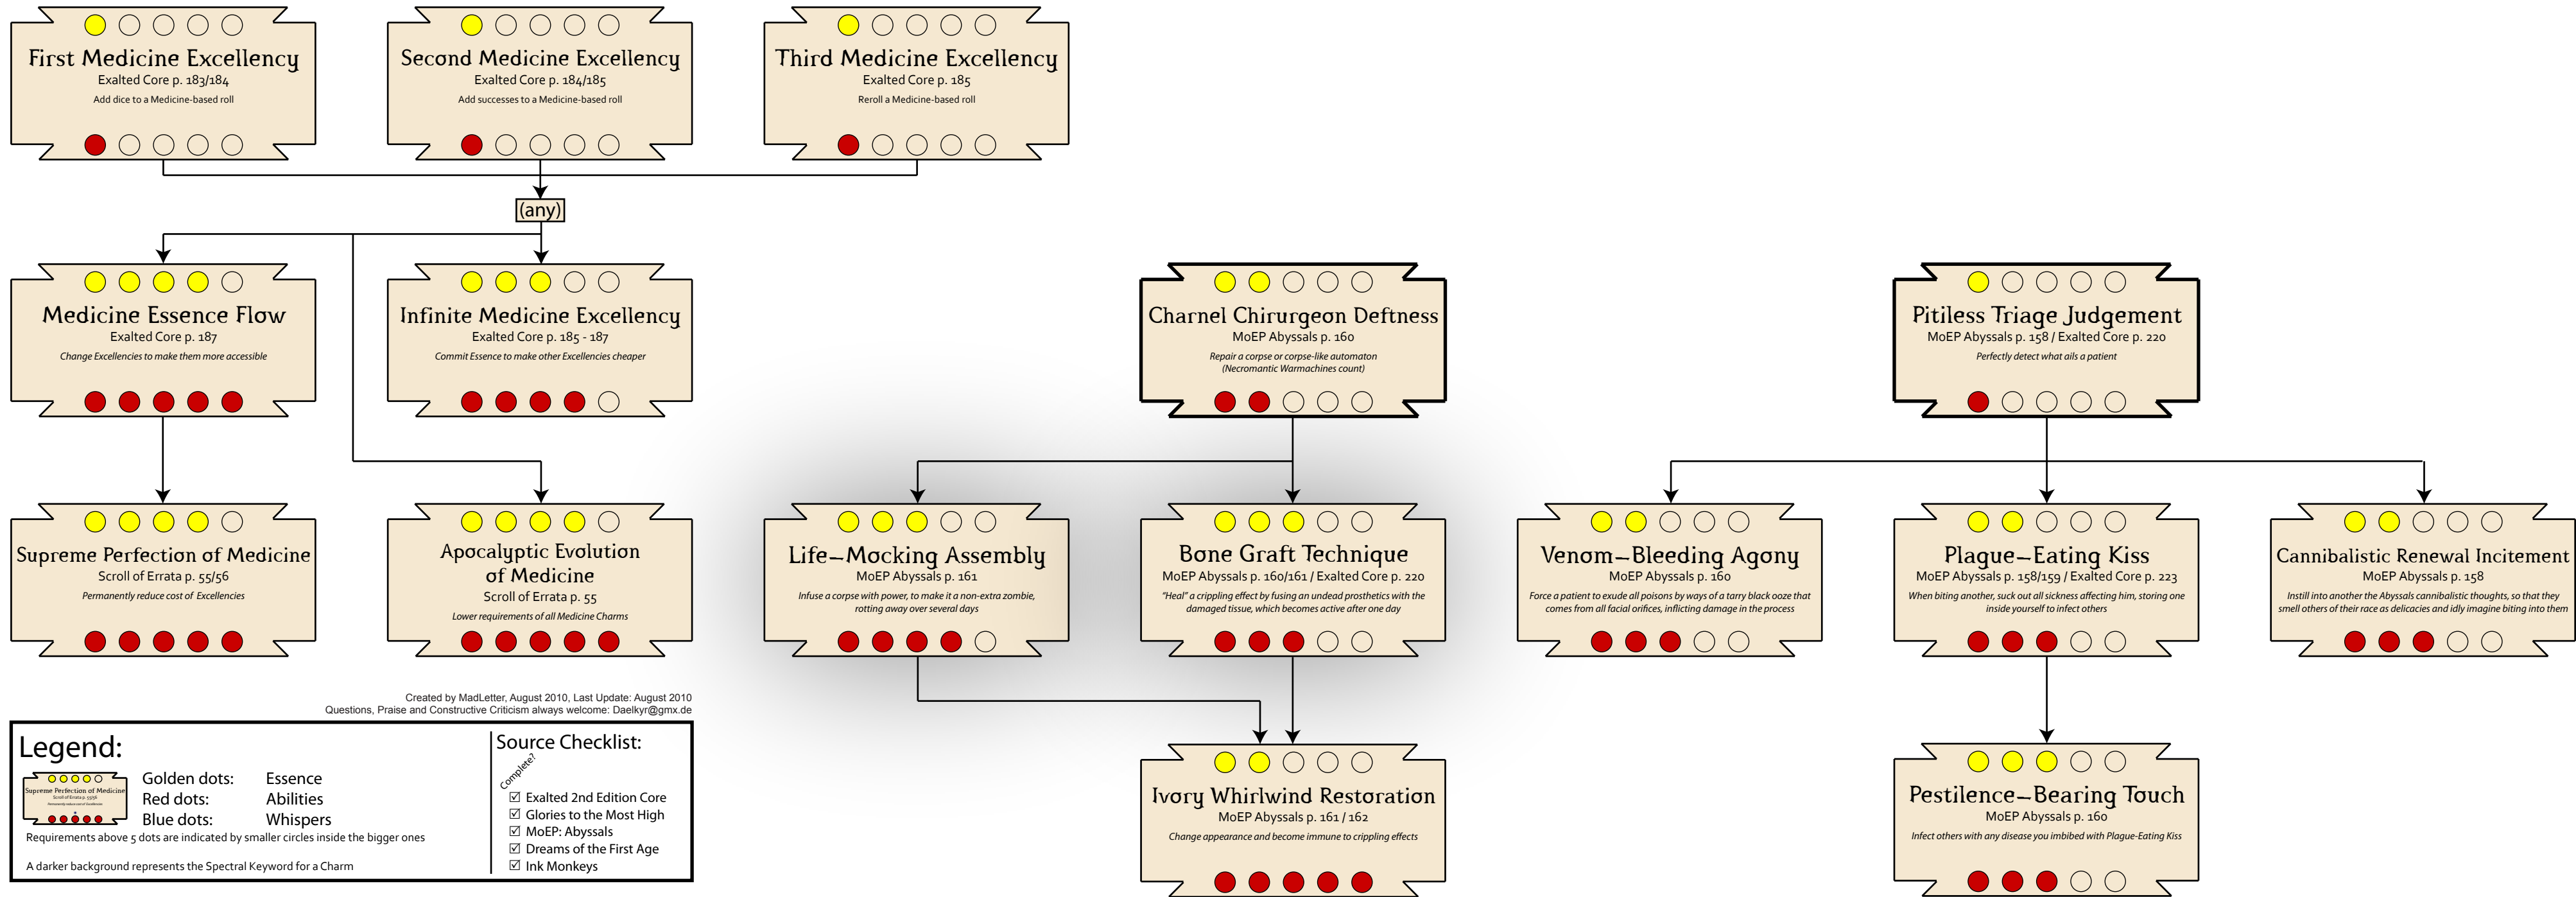 First Medicine Excellency
Exalted Core p. 183/184
Add dice to a Medicine-based roll
Second Medicine Excellency
Exalted Core p. 184/185
Add successes to a Medicine-based roll
Third Medicine Excellency
Exalted Core p. 185
Reroll a Medicine-based roll
(any)
Medicine Essence Flow
Exalted Core p. 187
Change Excellencies to make them more accessible
Infinite Medicine Excellency
Exalted Core p. 185 - 187
Commit Essence to make other Excellencies cheaper
Charnel Chirurgeon Deftness
MoEP Abyssals p. 160
Repair a corpse or corpse-like automaton
(Necromantic Warmachines count)
Pitiless Triage Judgement
MoEP Abyssals p. 158 / Exalted Core p. 220
Perfectly detect what ails a patient
Supreme Perfection of Medicine
Scroll of Errata p. 55/56
Permanently reduce cost of Excellencies
Apocalyptic Evolution
of Medicine
Scroll of Errata p. 55
Lower requirements of all Medicine Charms
Life-Mocking Assembly
MoEP Abyssals p. 161
Infuse a corpse with power, to make it a non-extra zombie,
rotting away over several days
Bone Graft Technique
MoEP Abyssals p. 160/161 / Exalted Core p. 220
"Heal" a crippling effect by fusing an undead prosthetics with the
damaged tissue, which becomes active after one day
Venom-Bleeding Agony
MoEP Abyssals p. 160
Force a patient to exude all poisons by ways of a tarry black ooze that
comes from all facial orifices, inflicting damage in the process
Plague-Eating Kiss
MoEP Abyssals p. 158/159 / Exalted Core p. 223
When biting another, suck out all sickness affecting him, storing one
inside yourself to infect others
Cannibalistic Renewal Incitement
MoEP Abyssals p. 158
Instill into another the Abyssals cannibalistic thoughts, so that they
smell others of their race as delicacies and idly imagine biting into them
Created by MadLetter, August 2010, Last Update: August 2010
Questions, Praise and Constructive Criticism always welcome: Daelkyr@gmx.de
Legend:
Supreme Perfection of Medicine
Scroll of Errata p. 55/56
Permanently reduce cost of Excellencies
Golden dots: Essence
Red dots: Abilities
Blue dots: Whispers
Requirements above 5 dots are indicated by smaller circles inside the bigger ones
A darker background represents the Spectral Keyword for a Charm
Source Checklist:
Complete?
☑ Exalted 2nd Edition Core
☑ Glories to the Most High
☑ MoEP: Abyssals
☑ Dreams of the First Age
☑ Ink Monkeys
Ivory Whirlwind Restoration
MoEP Abyssals p. 161 / 162
Change appearance and become immune to crippling effects
Pestilence-Bearing Touch
MoEP Abyssals p. 160
Infect others with any disease you imbibed with Plague-Eating Kiss